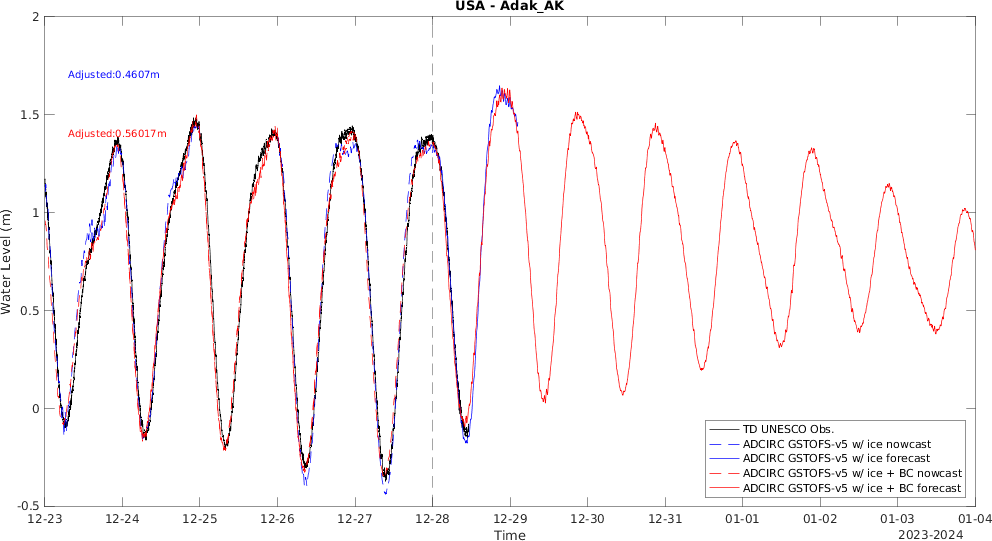 USA - Adak_AK
2
Adjusted:0.4607m
1.5
Adjusted:0.56017m
1
Water Level (m)
0.5
0
-0.5
TD UNESCO Obs.
ADCIRC GSTOFS-v5 w/ ice nowcast
ADCIRC GSTOFS-v5 w/ ice forecast
ADCIRC GSTOFS-v5 w/ ice + BC nowcast
ADCIRC GSTOFS-v5 w/ ice + BC forecast
12-23 12-24 12-25 12-26 12-27 12-28 12-29 12-30 12-31 01-01 01-02 01-03 01-04
Time
2023-2024